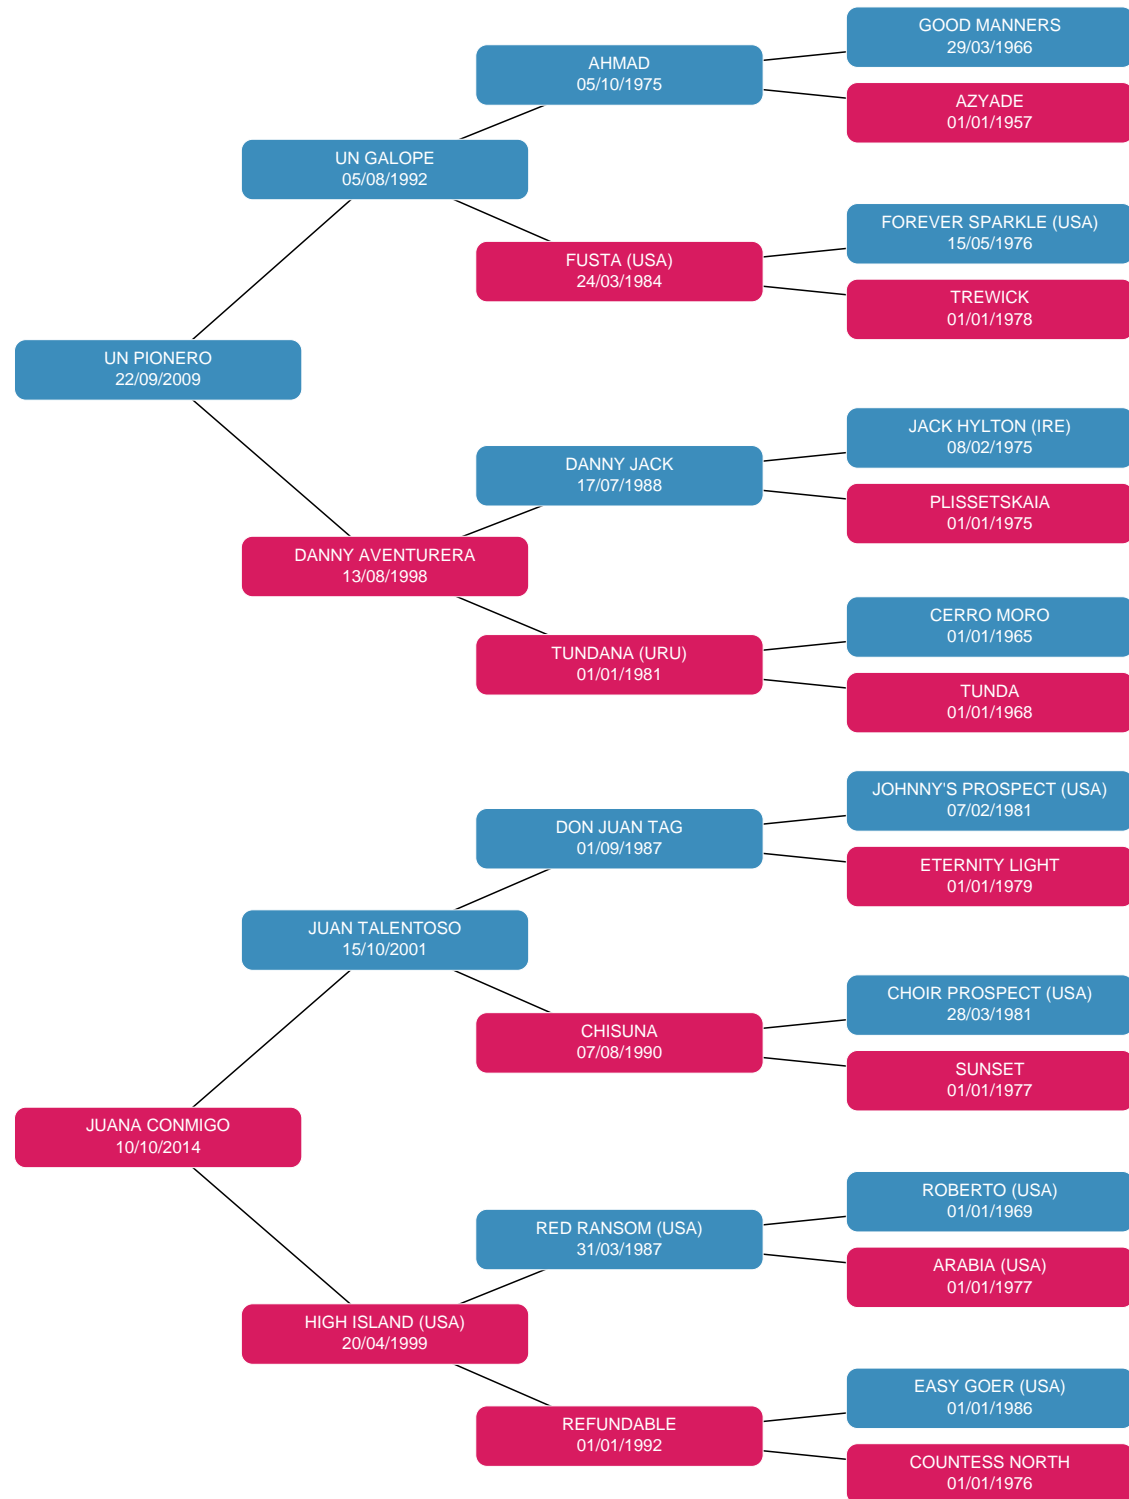 GOOD MANNERS
29/03/1966
AHMAD
05/10/1975
AZYADE
01/01/1957
UN GALOPE
05/08/1992
FOREVER SPARKLE (USA)
15/05/1976
FUSTA (USA)
24/03/1984
TREWICK
01/01/1978
UN PIONERO
22/09/2009
JACK HYLTON (IRE)
08/02/1975
DANNY JACK
17/07/1988
PLISSETSKAIA
01/01/1975
DANNY AVENTURERA
13/08/1998
CERRO MORO
01/01/1965
TUNDANA (URU)
01/01/1981
TUNDA
01/01/1968
JOHNNY'S PROSPECT (USA)
07/02/1981
DON JUAN TAG
01/09/1987
ETERNITY LIGHT
01/01/1979
JUAN TALENTOSO
15/10/2001
CHOIR PROSPECT (USA)
28/03/1981
CHISUNA
07/08/1990
SUNSET
01/01/1977
JUANA CONMIGO
10/10/2014
ROBERTO (USA)
01/01/1969
RED RANSOM (USA)
31/03/1987
ARABIA (USA)
01/01/1977
HIGH ISLAND (USA)
20/04/1999
EASY GOER (USA)
01/01/1986
REFUNDABLE
01/01/1992
COUNTESS NORTH
01/01/1976